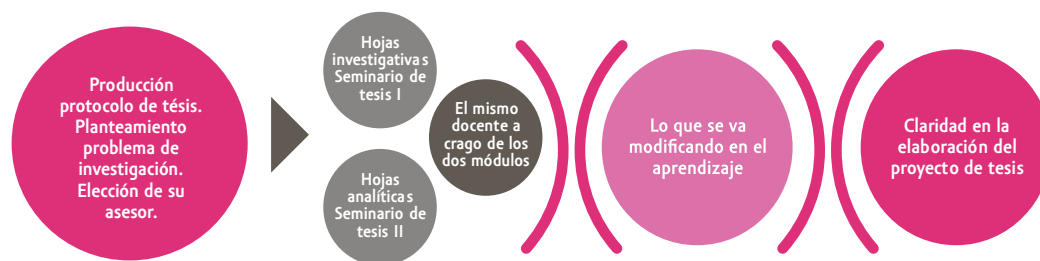 Producción
protocolo de tésis.
Planteamiento
problema de
investigación.
Elección de su
asesor.
Hojas
investigativas
Seminario de
tesis I
Hojas
analíticas
Seminario de
tesis II
El mismo
docente a
crago de los
dos módulos
Lo que se va
modificando en el
aprendizaje
Claridad en la
elaboración del
proyecto de tesis